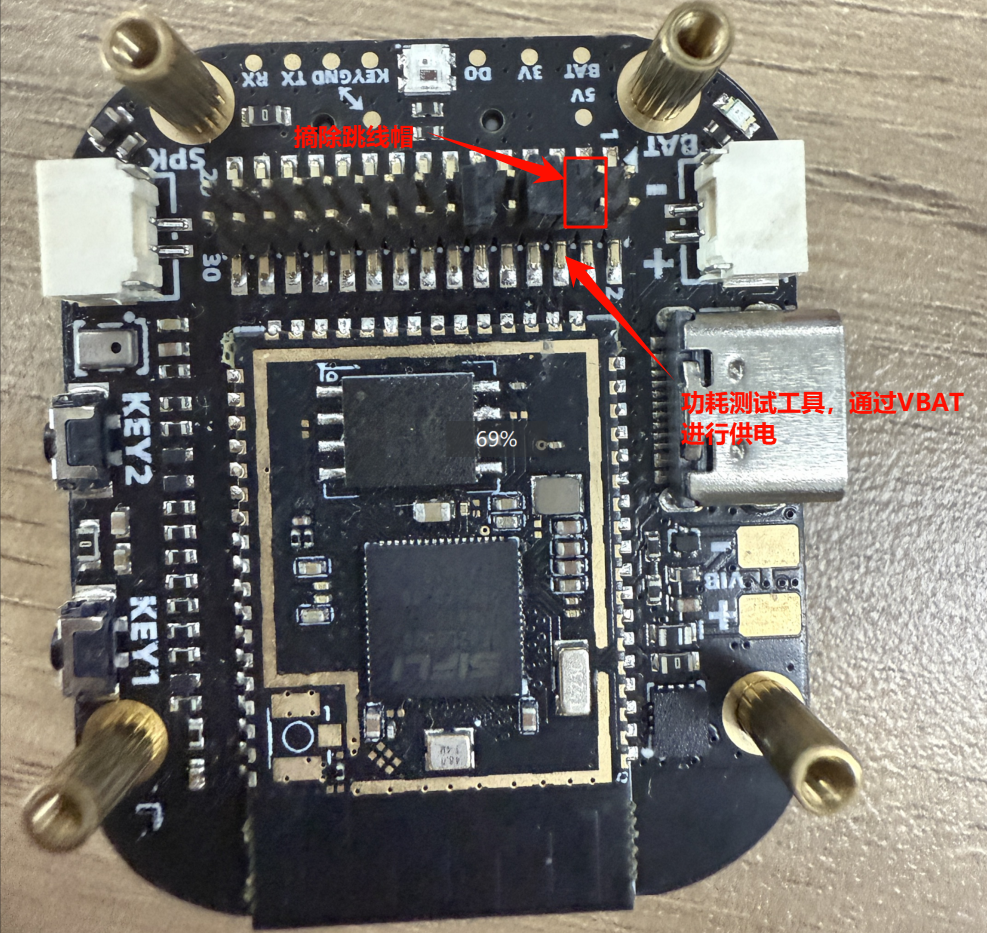 RX
TX
GND
KEY
DO
3V
BAT
5V
摘除跳线帽
1
SPK
BAT
-
+
30
2
69%
KEY2
功耗测试工具，通过VBAT
进行供电
VIB
+
KEY1
SIFLI
48.0